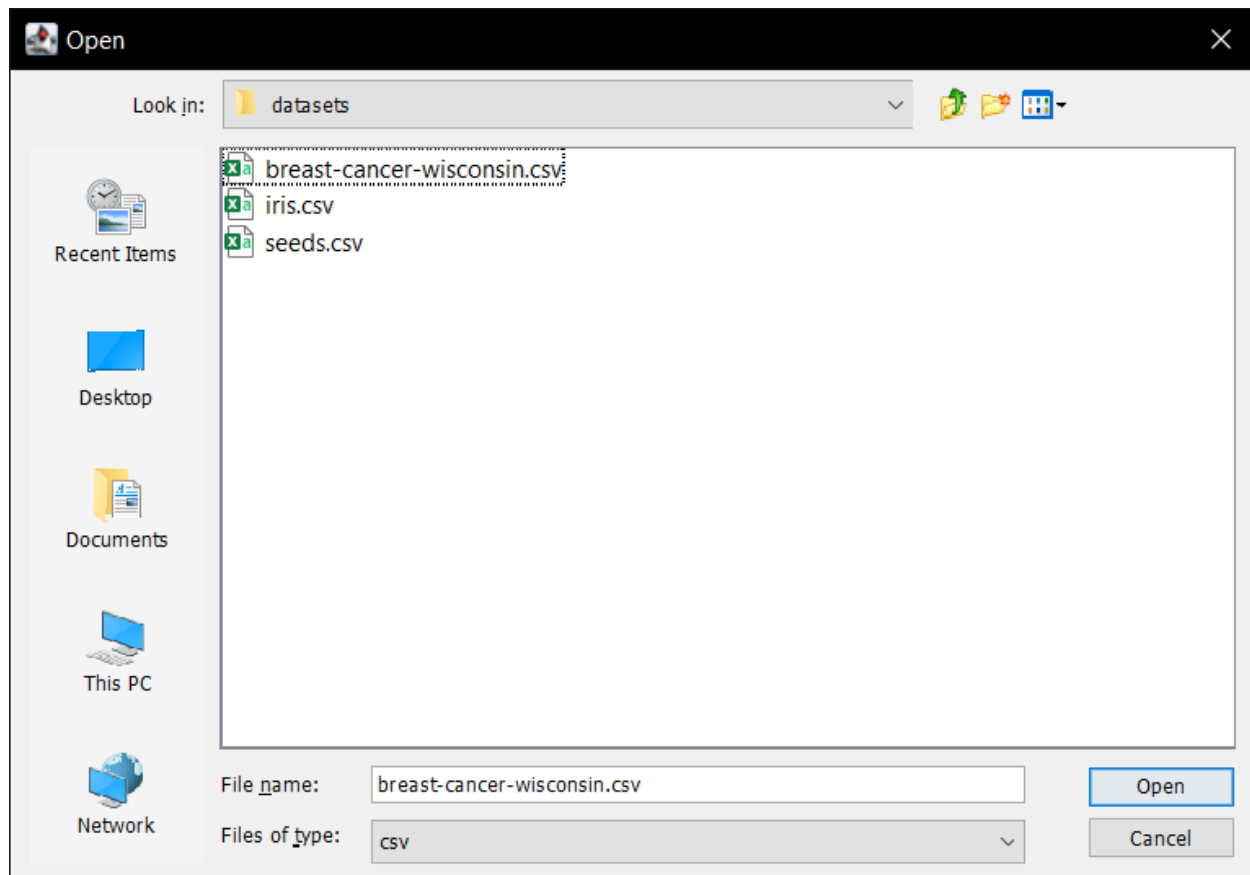 Open
Look in:
datasets
breast-cancer-wisconsin.csv
iris.csv
seeds.csv
Recent Items
Desktop
Documents
This PC
Network
File name:
breast-cancer-wisconsin.csv
Open
Files of type:
csv
Cancel